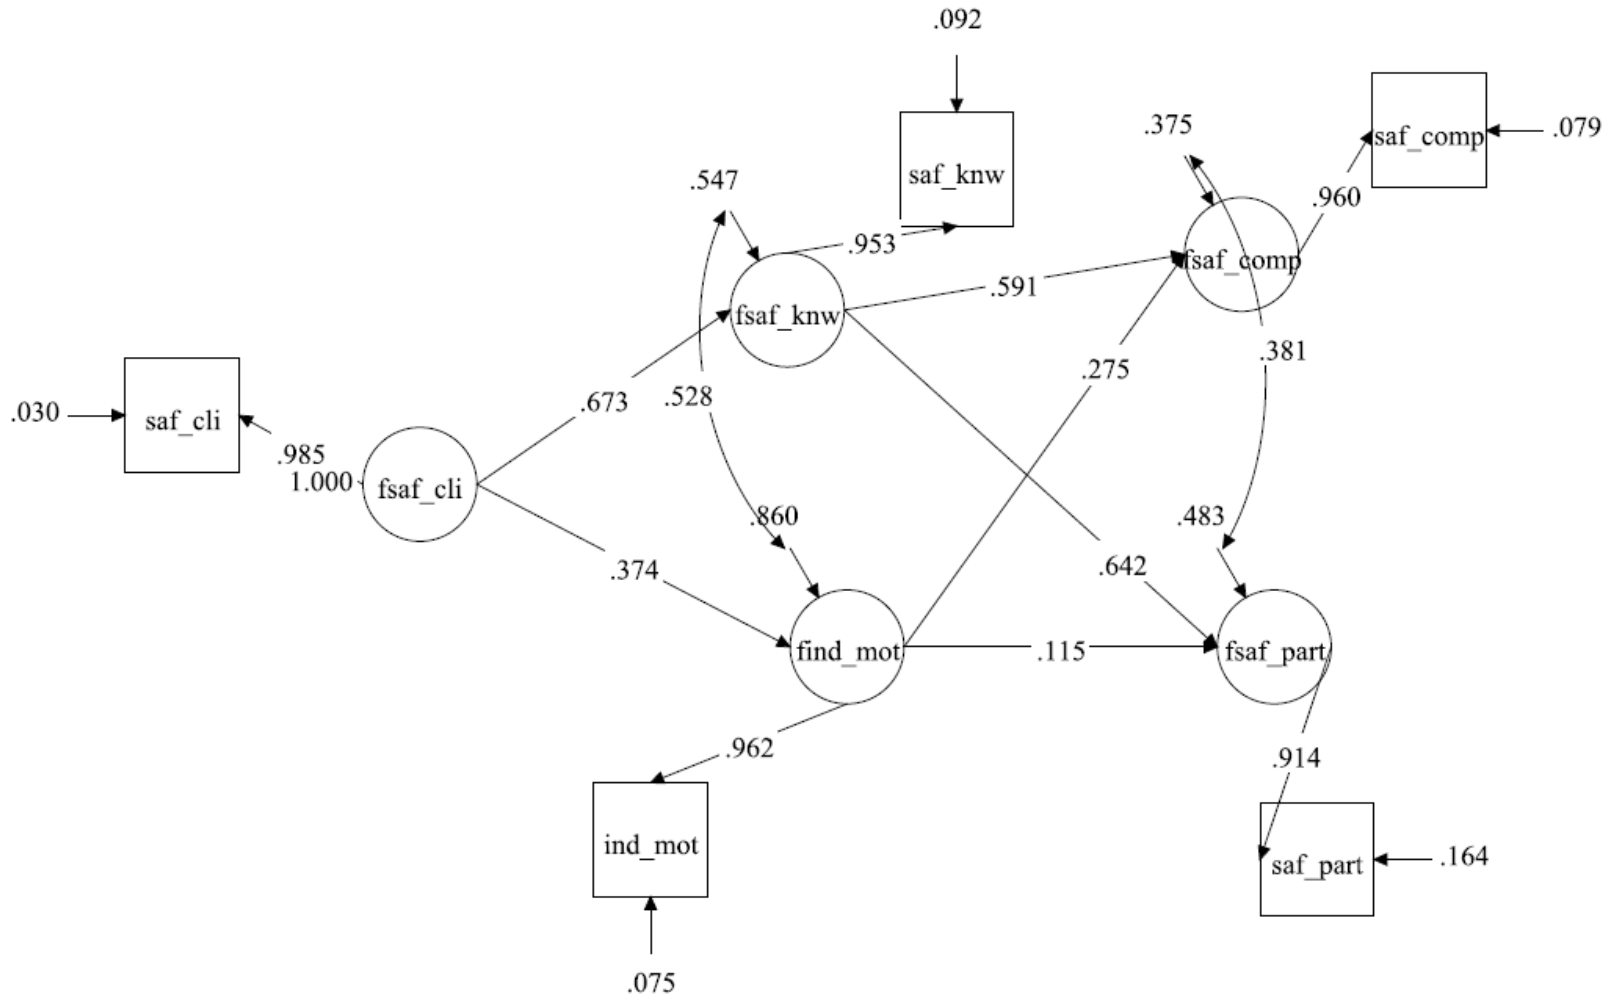 .092
.375
saf_comp
.079
.547
saf_knw
.960
.953
fsaf_comp
.591
fsaf_knw
.381
.275
.673
.528
.030
saf_cli
.985
1.000
fsaf_cli
.860
.483
.374
.642
find_mot
.115
fsaf_part
.962
.914
ind_mot
saf_part
.164
.075